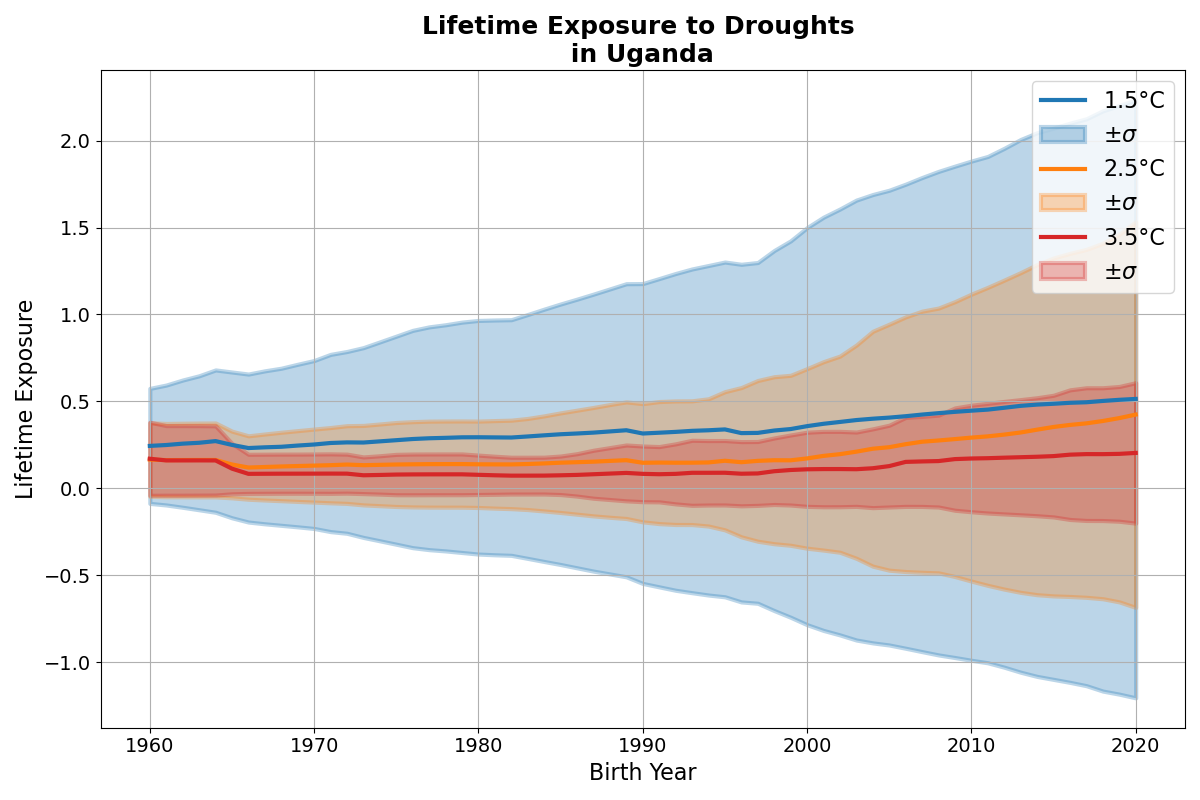 Lifetime Exposure to Droughts
in Uganda
1.5°C
±σ
2.5°C
±σ
3.5°C
±σ
Lifetime Exposure
2.0
1.5
1.0
0.5
0.0
−0.5
−1.0
1960 1970 1980 1990 2000 2010 2020
Birth Year